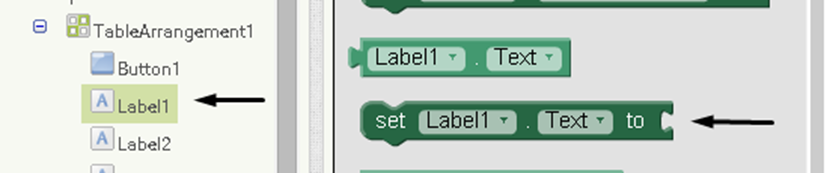 TableArrangement1
Button1
A Label1
A Label2
Label1 . Text
set Label1 . Text to